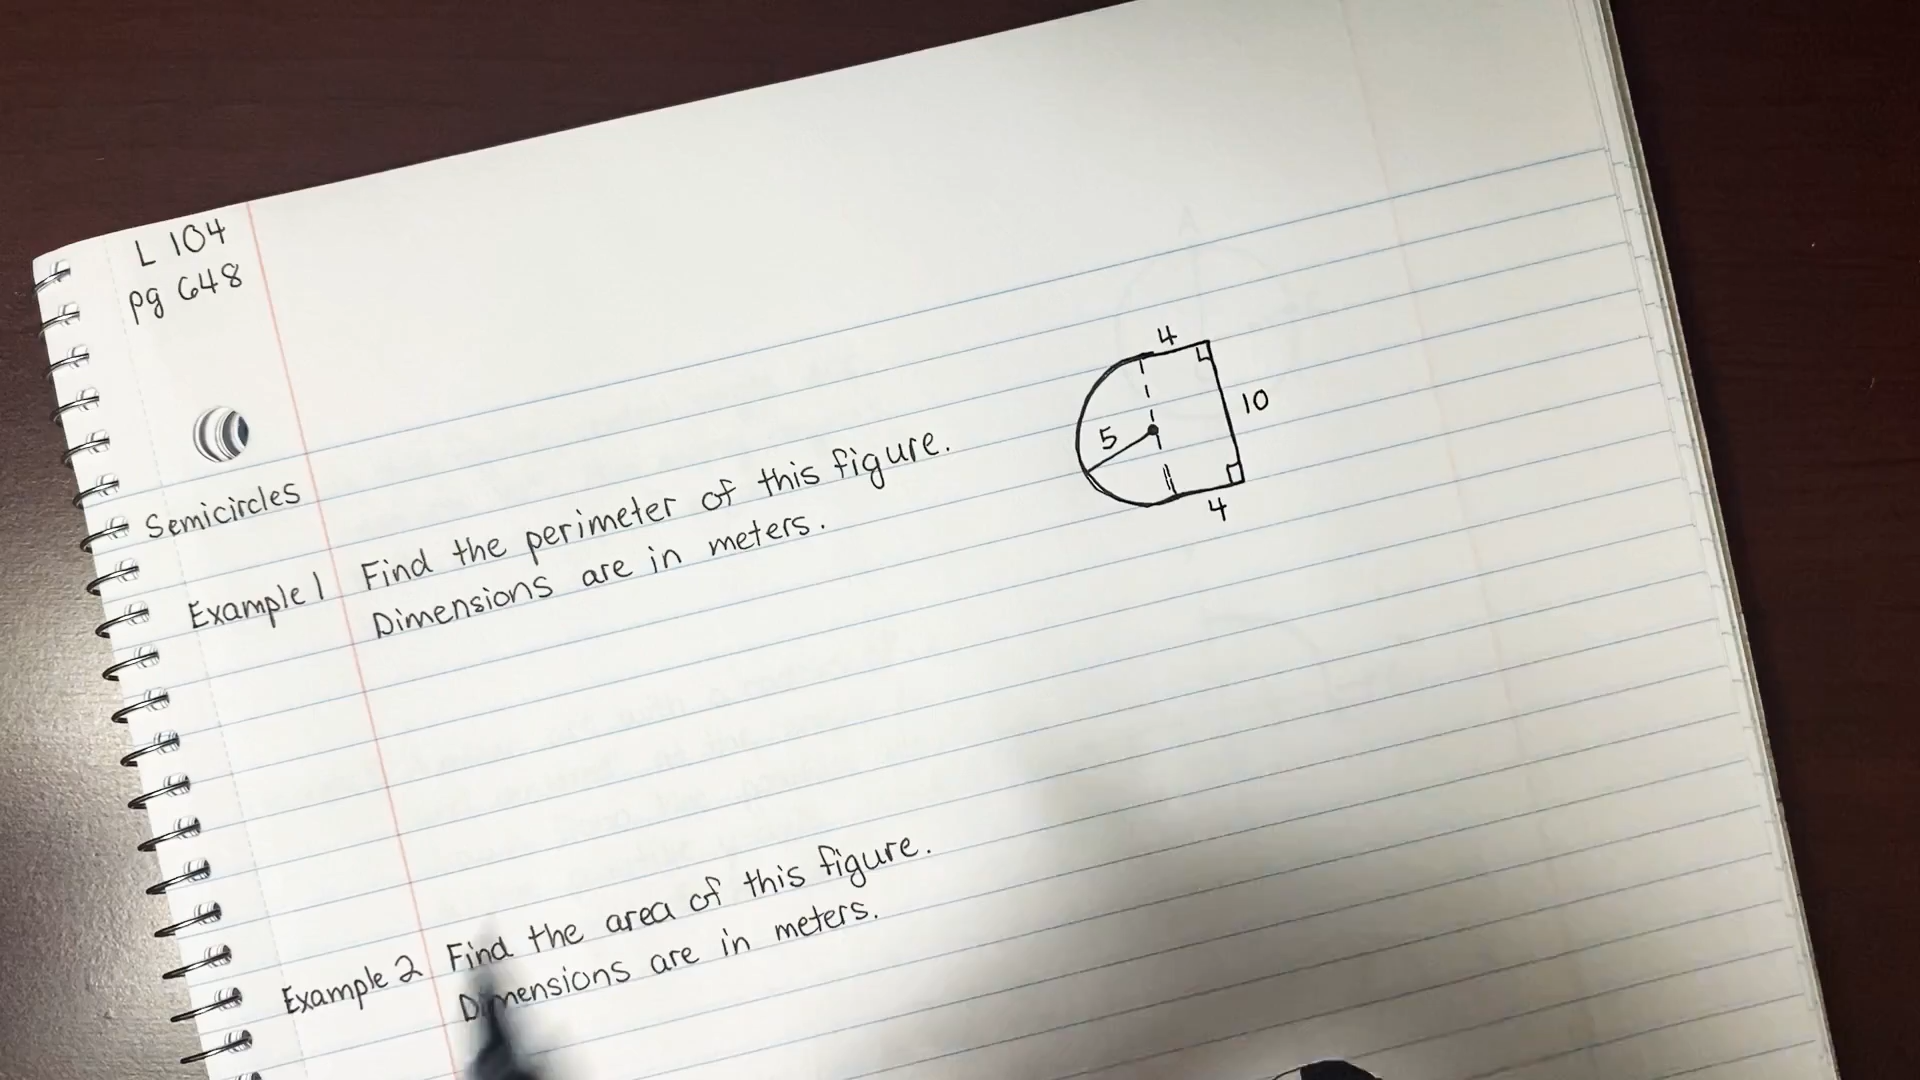 L 104
pg 648
Semicircles
Example 1 Find the perimeter of this figure.
Dimensions are in meters.
4
10
5
4
Example 2 Find the area of this figure.
Dimensions are in meters.